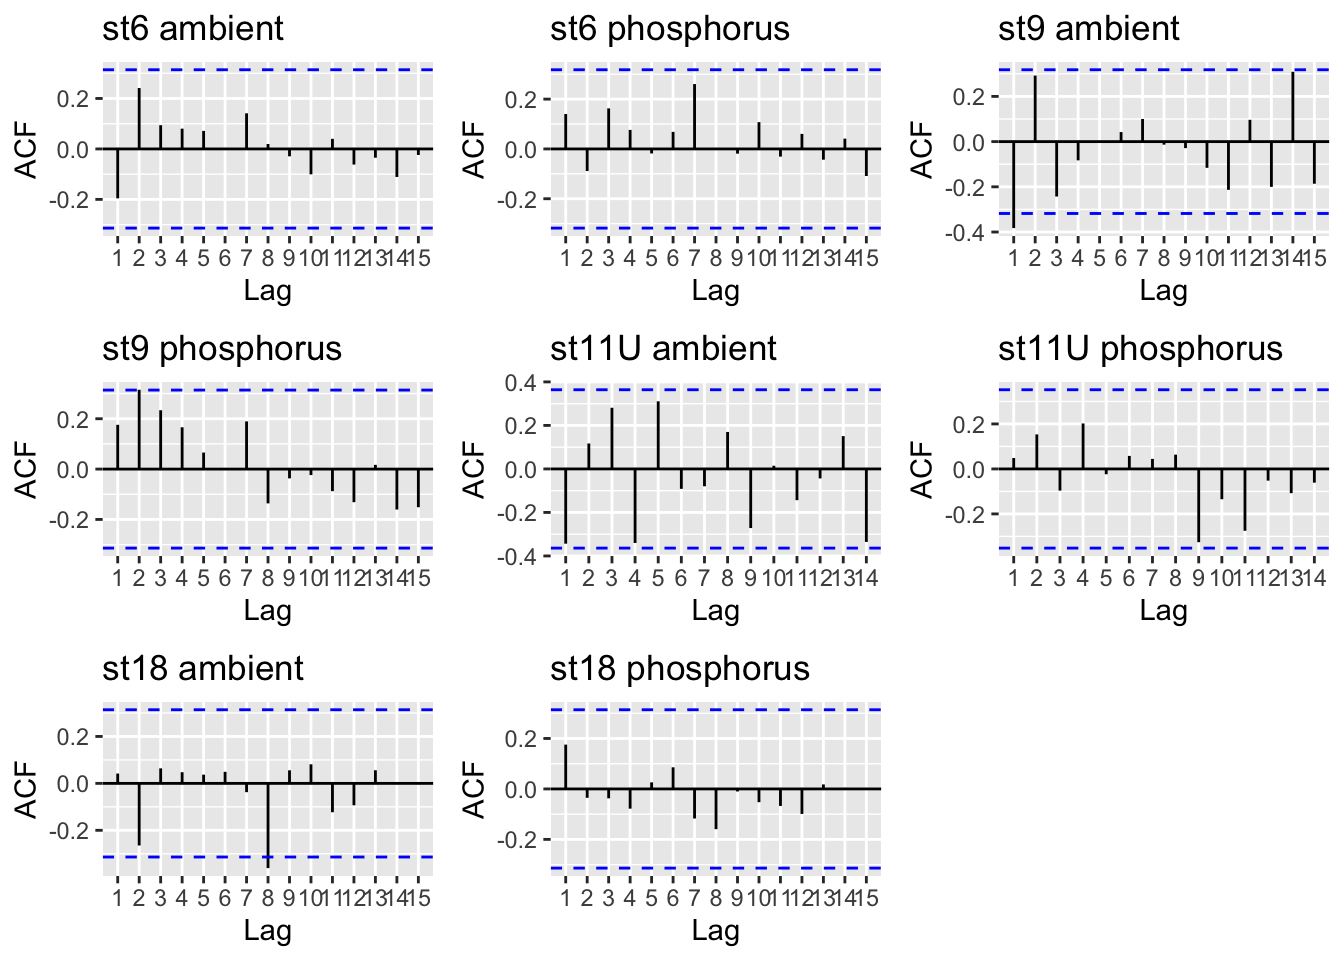 st6 ambient
ACF
0.2
0.0
-0.2
1 2 3 4 5 6 7 8 9 10 11 12 13 14 15
Lag
st6 phosphorus
ACF
0.2
0.0
-0.2
1 2 3 4 5 6 7 8 9 10 11 12 13 14 15
Lag
st9 ambient
ACF
0.2
0.0
-0.2
-0.4
1 2 3 4 5 6 7 8 9 10 11 12 13 14 15
Lag
st9 phosphorus
ACF
0.2
0.0
-0.2
1 2 3 4 5 6 7 8 9 10 11 12 13 14 15
Lag
st11U ambient
ACF
0.4
0.2
0.0
-0.2
-0.4
1 2 3 4 5 6 7 8 9 10 11 12 13 14
Lag
st11U phosphorus
ACF
0.2
0.0
-0.2
1 2 3 4 5 6 7 8 9 10 11 12 13 14
Lag
st18 ambient
ACF
0.2
0.0
-0.2
1 2 3 4 5 6 7 8 9 10 11 12 13 14 15
Lag
st18 phosphorus
ACF
0.2
0.0
-0.2
1 2 3 4 5 6 7 8 9 10 11 12 13 14 15
Lag